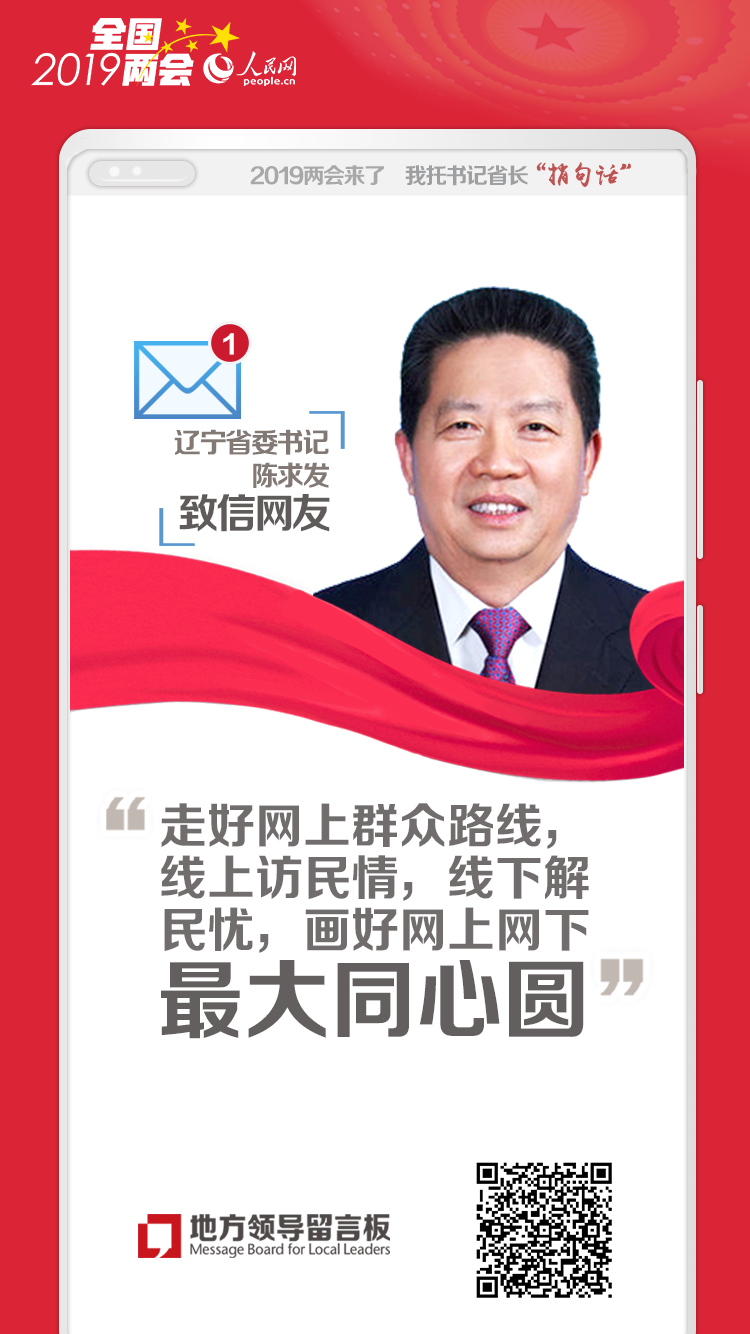 全国
2019两会 人民网
people.cn
2019两会来了 我托书记省长“捎句话”
1
辽宁省委书记
陈求发
致信网友
“走好网上群众路线，
线上访民情，线下解
民忧，画好网上网下
最大同心圆”
地方领导留言板
Message Board for Local Leaders